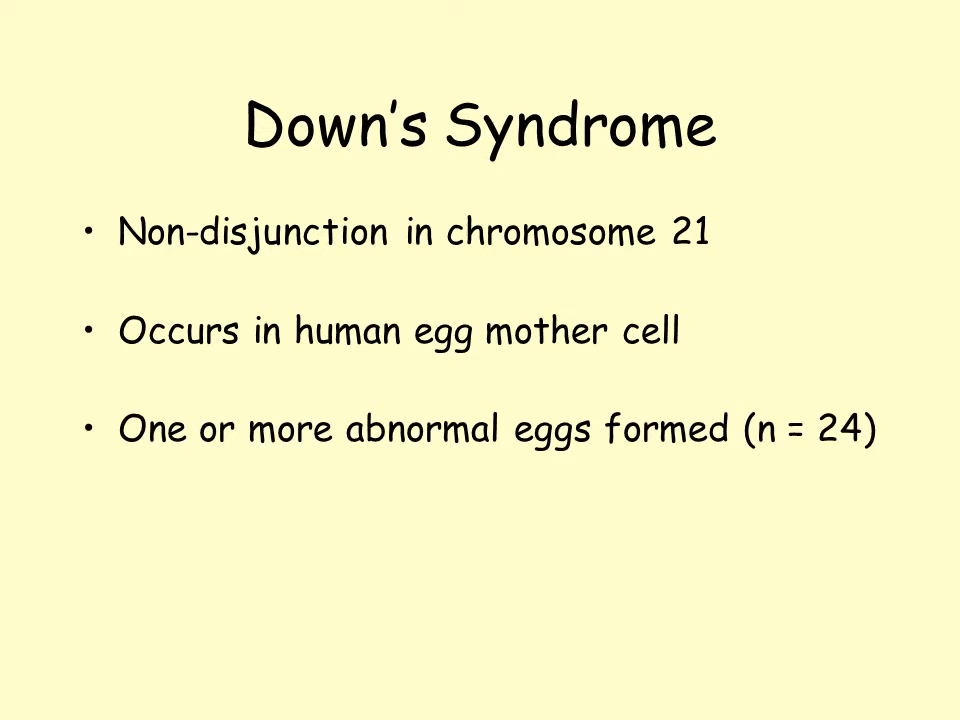 Down’s Syndrome
• Non-disjunction in chromosome 21
• Occurs in human egg mother cell
• One or more abnormal eggs formed (n = 24)